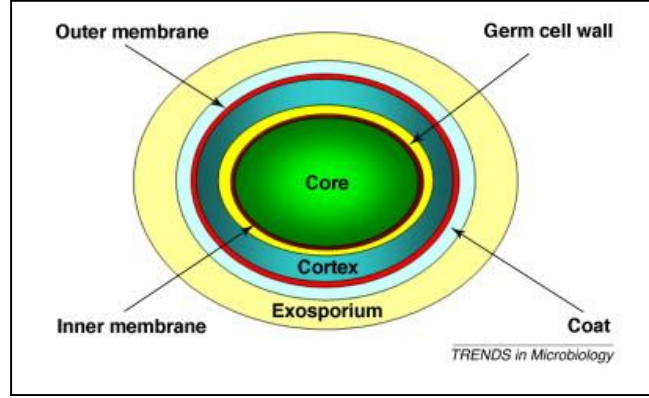 Outer membrane
Germ cell wall
Core
Cortex
Exosporium
Inner membrane
Coat
TRENDS in Microbiology